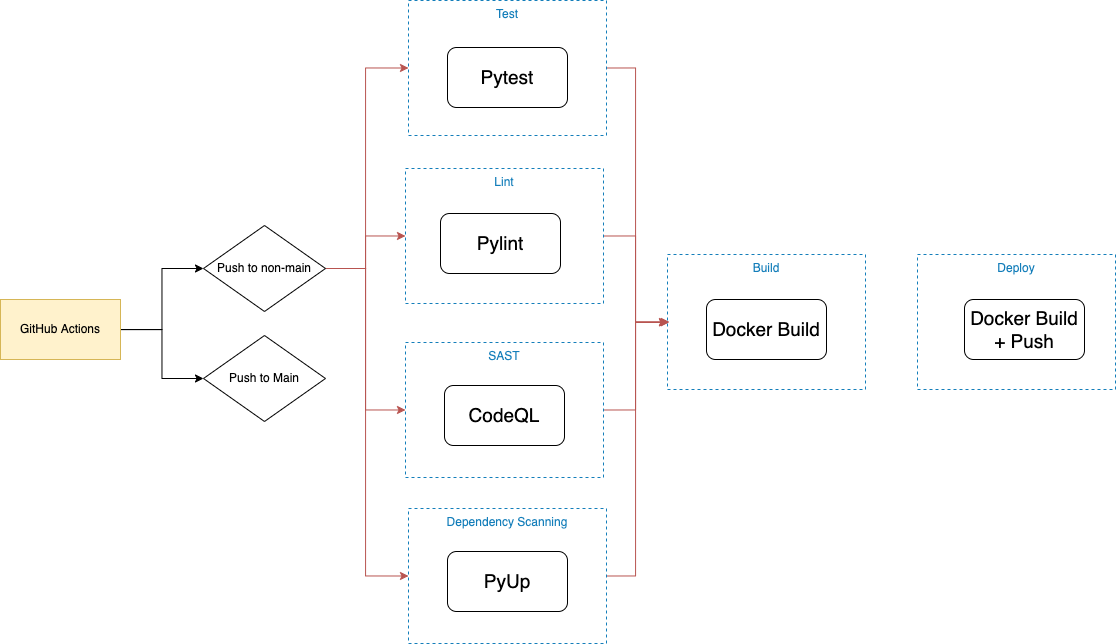 Test
Pytest
Lint
Pylint
Push to non-main
Build
Deploy
GitHub Actions
Docker Build
Docker Build
+ Push
Push to Main
SAST
CodeQL
Dependency Scanning
PyUp